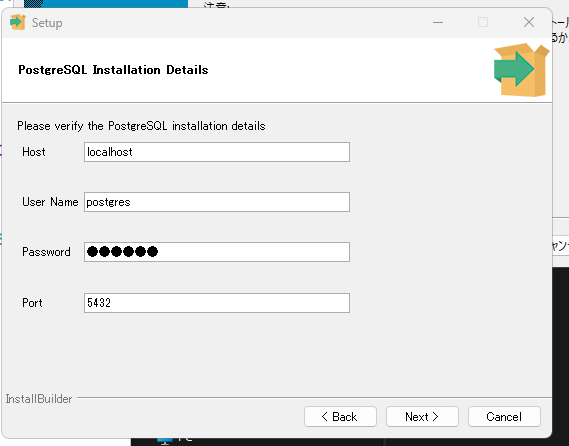 注意:
Setup
PostgreSQL Installation Details
Please verify the PostgreSQL installation details
Host localhost
User Name postgres
Password ●●●●●●
Port 5432
InstallBuilder
< Back Next > Cancel